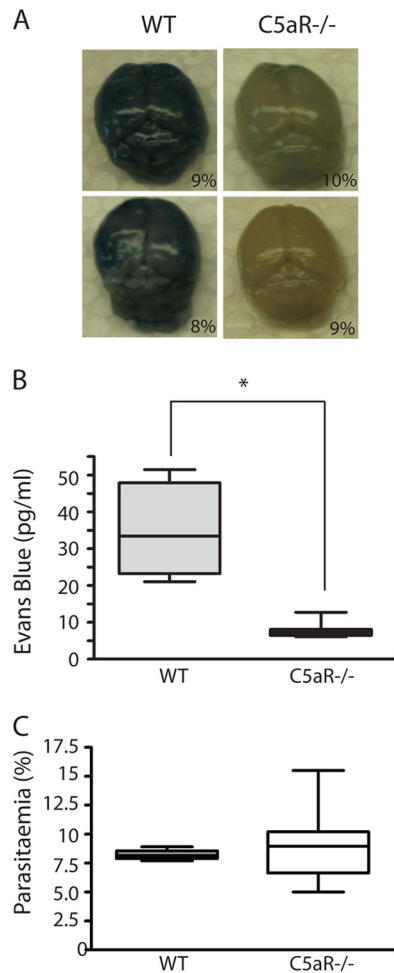 A
WT C5aR-/-
9% 10%
8% 9%
B
*
Evans Blue (pg/ml)
50
40
30
20
10
0
WT C5aR-/-
C
Parasitaemia (%)
17.5
15
12.5
10
7.5
5.0
2.5
0
WT C5aR-/-